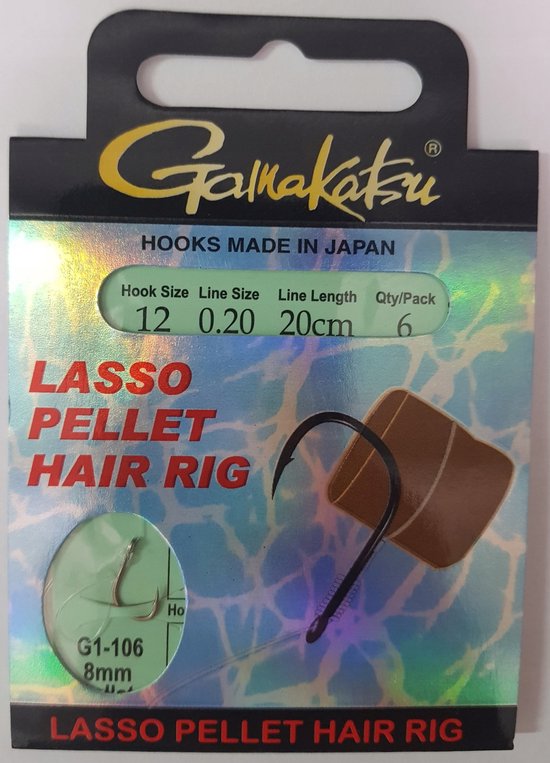 Gamakatsu®
HOOKS MADE IN JAPAN
Hook Size Line Size Line Length Qty/Pack
12 0.20 20cm 6
LASSO
PELLET
HAIR RIG
Ho
G1-106
8mm
LASSO PELLET HAIR RIG